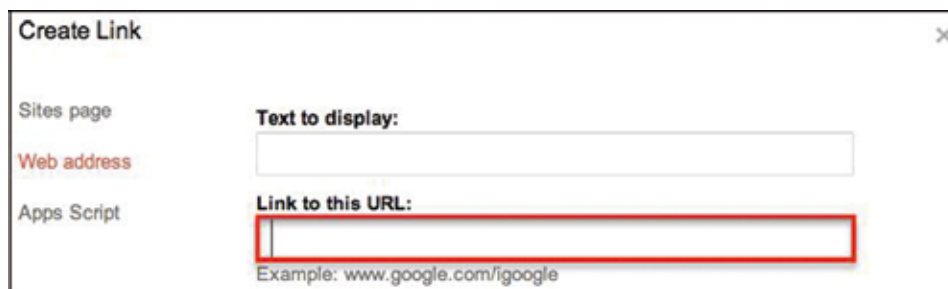 Create Link
Sites page
Text to display:
Web address
Apps Script
Link to this URL:
Example: www.google.com/igoogle